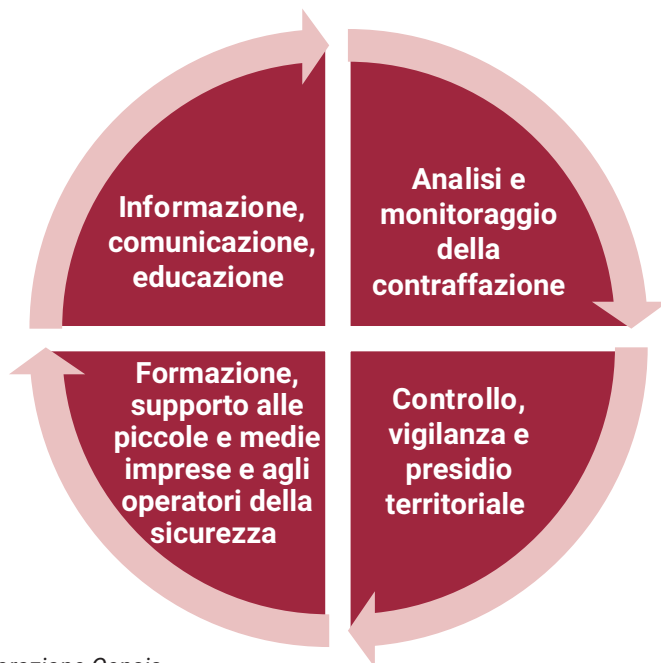 Informazione,
comunicazione,
educazione
Analisi e
monitoraggio
della
contraffazione
Formazione,
supporto alle
piccole e medie
imprese e agli
operatori della
sicurezza
Controllo,
vigilanza e
presidio
territoriale